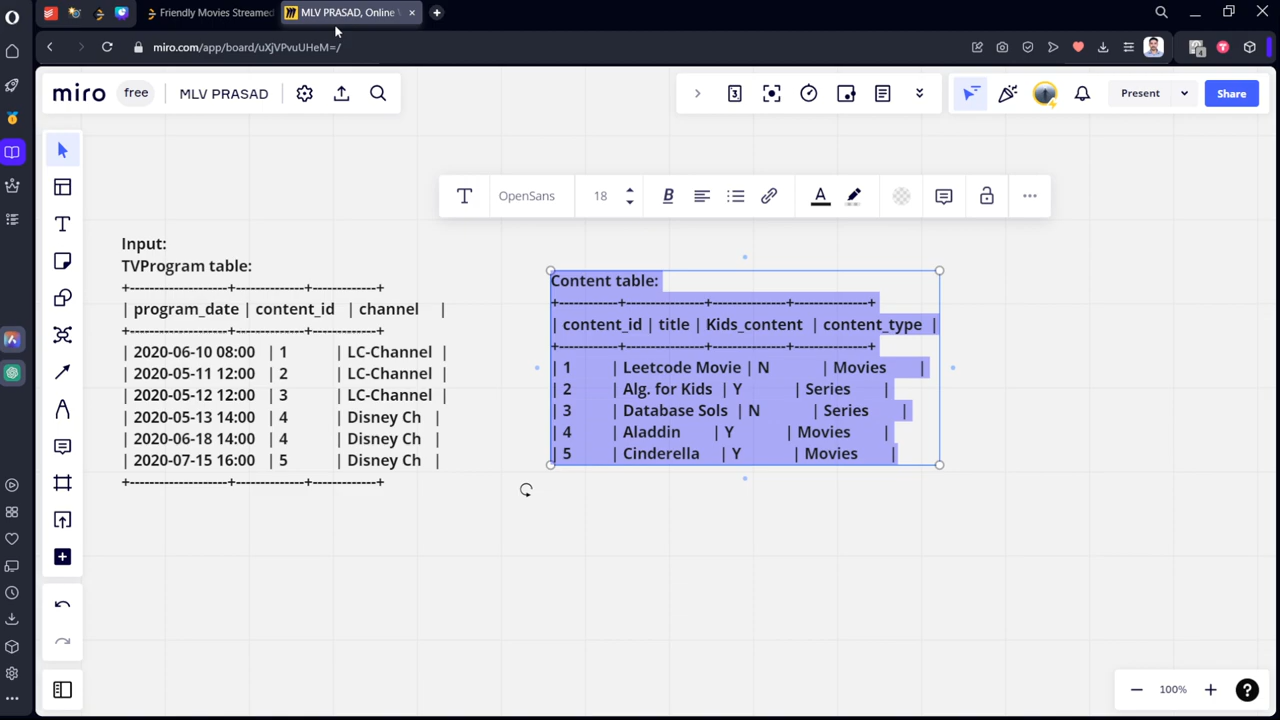 Friendly Movies Streamed
MLV PRASAD, Online
miro.com/app/board/uXjVPvuUHeM=/
miro free MLV PRASAD
3
Present
Share
OpenSans 18 B A
Input:
TVProgram table:
+-------------------+-------------+------------+
| program_date | content_id | channel |
+-------------------+-------------+------------+
| 2020-06-10 08:00 | 1 | LC-Channel |
| 2020-05-11 12:00 | 2 | LC-Channel |
| 2020-05-12 12:00 | 3 | LC-Channel |
| 2020-05-13 14:00 | 4 | Disney Ch |
| 2020-06-18 14:00 | 4 | Disney Ch |
| 2020-07-15 16:00 | 5 | Disney Ch |
+-------------------+-------------+------------+
Content table:
+-----------+---------------+--------------+--------------+
| content_id | title | Kids_content | content_type |
+-----------+---------------+--------------+--------------+
| 1 | Leetcode Movie | N | Movies |
| 2 | Alg. for Kids | Y | Series |
| 3 | Database Sols | N | Series |
| 4 | Aladdin | Y | Movies |
| 5 | Cinderella | Y | Movies |
100%